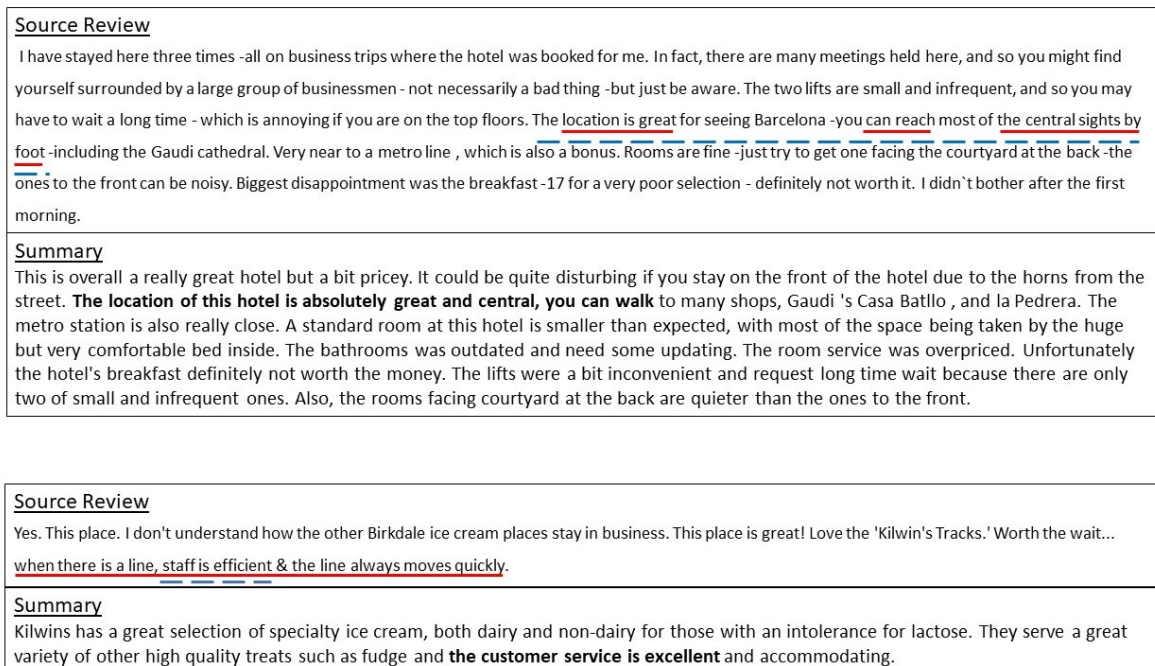 Source Review
I have stayed here three times -all on business trips where the hotel was booked for me. In fact, there are many meetings held here, and so you might find
yourself surrounded by a large group of businessmen - not necessarily a bad thing -but just be aware. The two lifts are small and infrequent, and so you may
have to wait a long time - which is annoying if you are on the top floors. The location is great for seeing Barcelona -you can reach most of the central sights by
foot -including the Gaudi cathedral. Very near to a metro line , which is also a bonus. Rooms are fine -just try to get one facing the courtyard at the back -the
ones to the front can be noisy. Biggest disappointment was the breakfast -17 for a very poor selection - definitely not worth it. I didn`t bother after the first
morning.
Summary
This is overall a really great hotel but a bit pricey. It could be quite disturbing if you stay on the front of the hotel due to the horns from the
street. The location of this hotel is absolutely great and central, you can walk to many shops, Gaudi 's Casa Batllo , and la Pedrera. The
metro station is also really close. A standard room at this hotel is smaller than expected, with most of the space being taken by the huge
but very comfortable bed inside. The bathrooms was outdated and need some updating. The room service was overpriced. Unfortunately
the hotel's breakfast definitely not worth the money. The lifts were a bit inconvenient and request long time wait because there are only
two of small and infrequent ones. Also, the rooms facing courtyard at the back are quieter than the ones to the front.
Source Review
Yes. This place. I don't understand how the other Birkdale ice cream places stay in business. This place is great! Love the 'Kilwin's Tracks.' Worth the wait...
when there is a line, staff is efficient & the line always moves quickly.
Summary
Kilwins has a great selection of specialty ice cream, both dairy and non-dairy for those with an intolerance for lactose. They serve a great
variety of other high quality treats such as fudge and the customer service is excellent and accommodating.